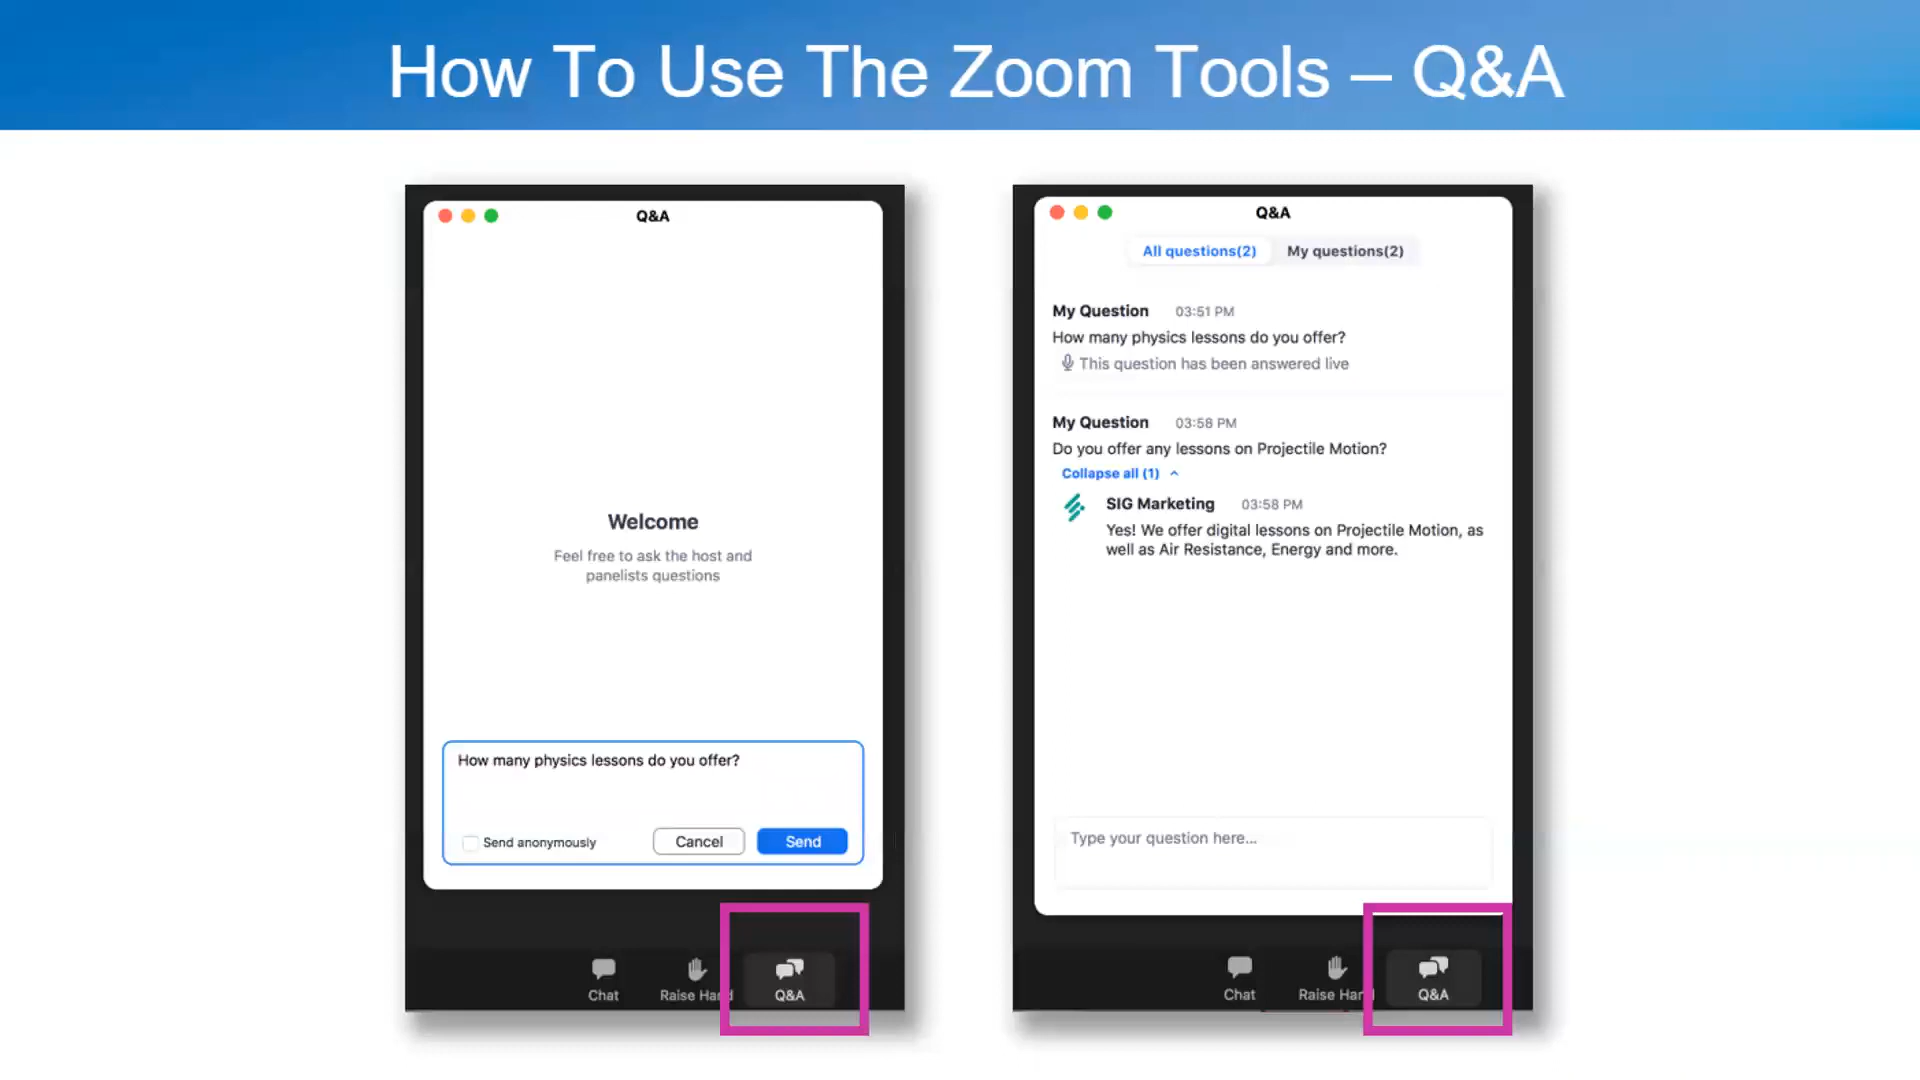 How To Use The Zoom Tools – Q&A
Q&A
Welcome
Feel free to ask the host and
panelists questions
How many physics lessons do you offer?
Send anonymously
Cancel
Send
Chat
Raise Hand
Q&A
Q&A
All questions(2)
My questions(2)
My Question 03:51 PM
How many physics lessons do you offer?
This question has been answered live
My Question 03:58 PM
Do you offer any lessons on Projectile Motion?
Collapse all (1)
SIG Marketing 03:58 PM
Yes! We offer digital lessons on Projectile Motion, as
well as Air Resistance, Energy and more.
Type your question here...
Chat
Raise Hand
Q&A